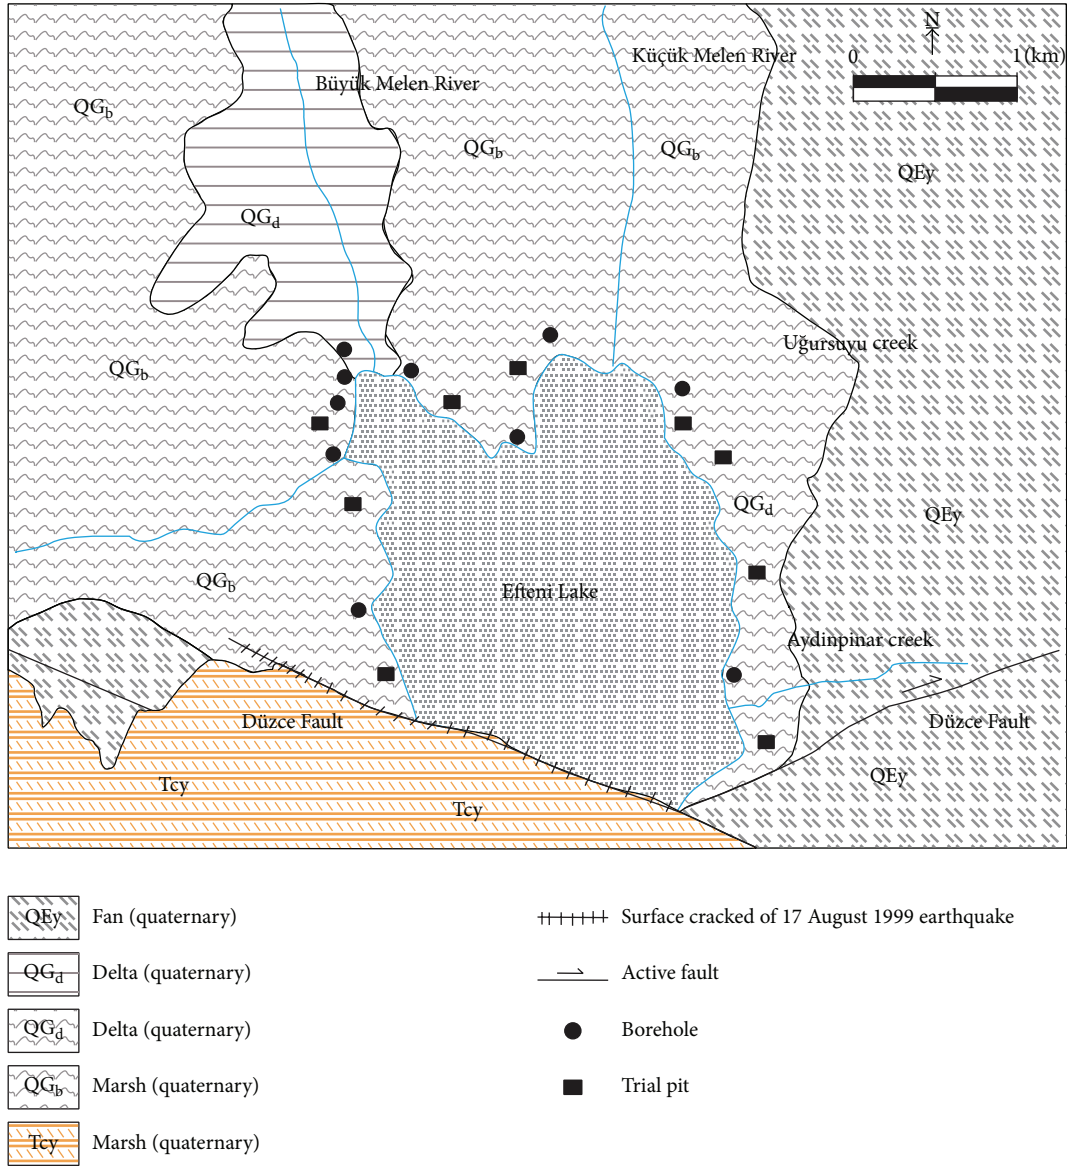 N
Küçük Melen River
0 1 (km)
Büyük Melen River
QGb
QGb
QGb
QEy
QGd
Uğursuyu creek
QGb
QGd
QEy
QGb
Efteni Lake
Aydinpinar creek
Düzce Fault
Düzce Fault
QEy
Tcy
Tcy
QEy Fan (quaternary)
QGd Delta (quaternary)
QGd Delta (quaternary)
QGb Marsh (quaternary)
Tcy Marsh (quaternary)
Surface cracked of 17 August 1999 earthquake
Active fault
Borehole
Trial pit